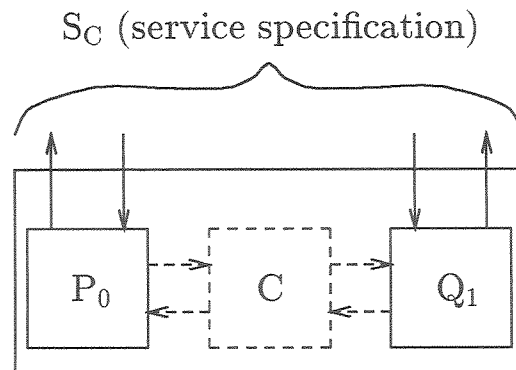 S_C (service specification)
P_0
C
Q_1